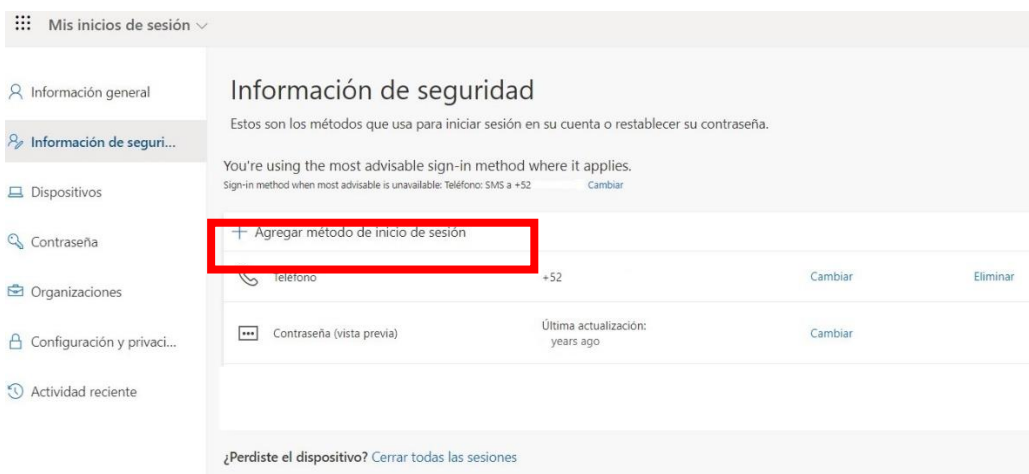 Mis inicios de sesión
Información general
Información de seguri...
Dispositivos
Contraseña
Organizaciones
Configuración y privaci...
Actividad reciente
Información de seguridad
Estos son los métodos que usa para iniciar sesión en su cuenta o restablecer su contraseña.
You're using the most advisable sign-in method where it applies.
Sign-in method when most advisable is unavailable: Teléfono: SMS a +52 Cambiar
+ Agregar método de inicio de sesión
Teléfono +52 Cambiar Eliminar
Contraseña (vista previa) Última actualización: Cambiar
years ago
¿Perdiste el dispositivo? Cerrar todas las sesiones